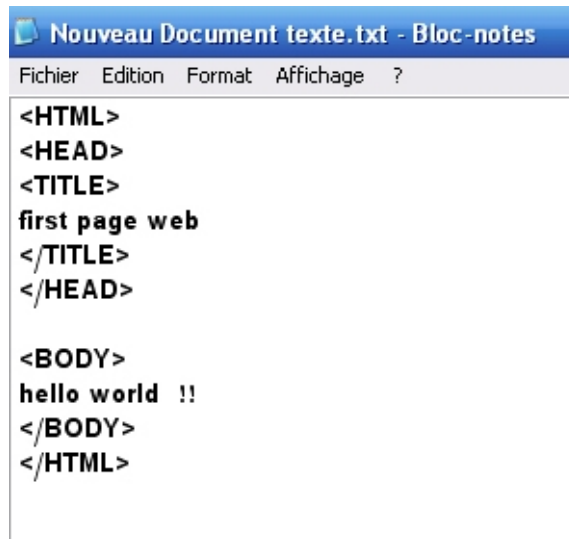 Nouveau Document texte.txt - Bloc-notes
Fichier Edition Format Affichage ?
<HTML>
<HEAD>
<TITLE>
first page web
</TITLE>
</HEAD>
<BODY>
hello world !!
</BODY>
</HTML>